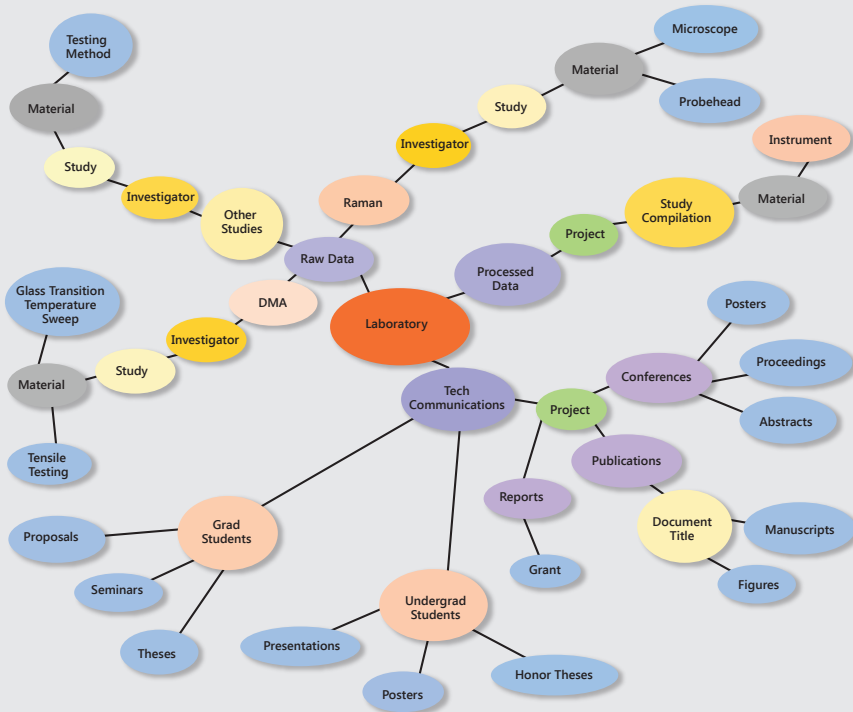 Testing
Method
Microscope
Material
Material
Probehead
Study
Investigator
Instrument
Study
Material
Investigator
Raman
Study
Compilation
Other
Studies
Project
Raw Data
Processed
Data
Glass Transition
Temperature
Sweep
DMA
Laboratory
Posters
Investigator
Study
Material
Conferences
Proceedings
Tech
Communications
Project
Abstracts
Publications
Tensile
Testing
Reports
Grad
Students
Document
Title
Manuscripts
Proposals
Grant
Figures
Seminars
Undergrad
Students
Theses
Presentations
Honor Theses
Posters